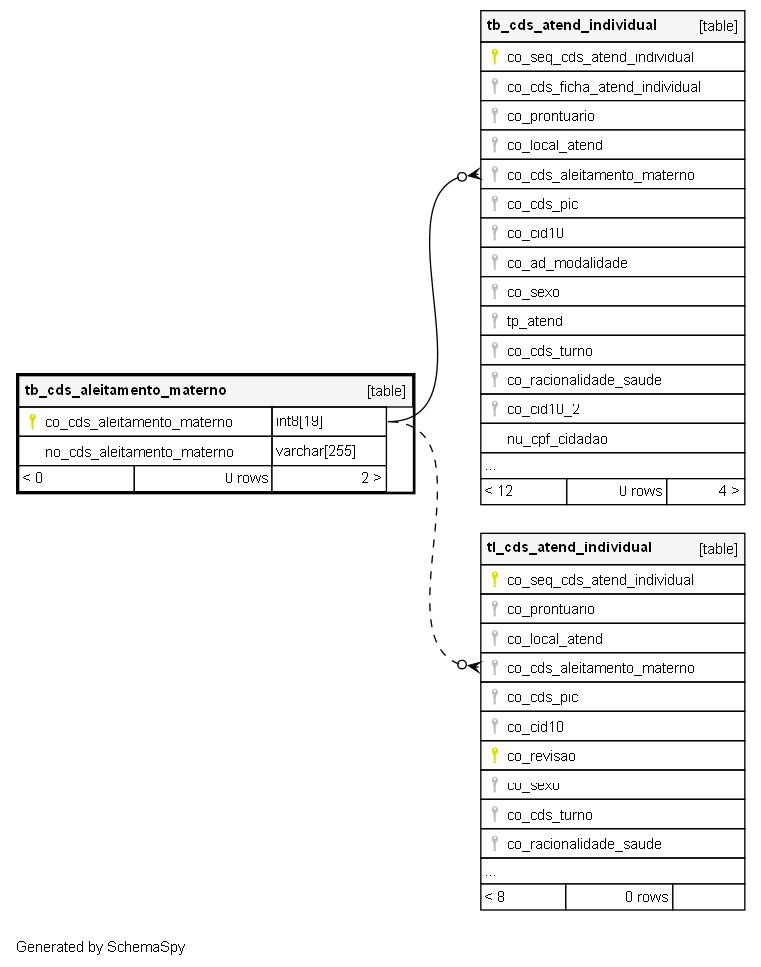 tb_cds_atend_individual [table]
co_seq_cds_atend_individual
co_cds_ficha_atend_individual
co_prontuario
co_local_atend
co_cds_aleitamento_materno
co_cds_pic
co_cid10
co_ad_modalidade
co_sexo
tp_atend
co_cds_turno
co_racionalidade_saude
co_cid10_2
nu_cpf_cidadao
...
< 12 0 rows 4 >
tb_cds_aleitamento_materno [table]
co_cds_aleitamento_materno int8[19]
no_cds_aleitamento_materno varchar[255]
< 0 0 rows 2 >
tl_cds_atend_individual [table]
co_seq_cds_atend_individual
co_prontuario
co_local_atend
co_cds_aleitamento_materno
co_cds_pic
co_cid10
co_revisao
co_sexo
co_cds_turno
co_racionalidade_saude
...
< 8 0 rows
Generated by SchemaSpy